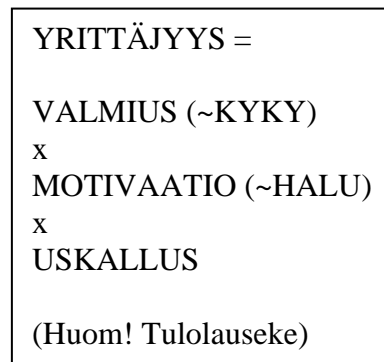 YRITTÄJYYS =
VALMIUS (~KYKY)
x
MOTIVAATIO (~HALU)
x
USKALLUS
(Huom! Tulolauseke)